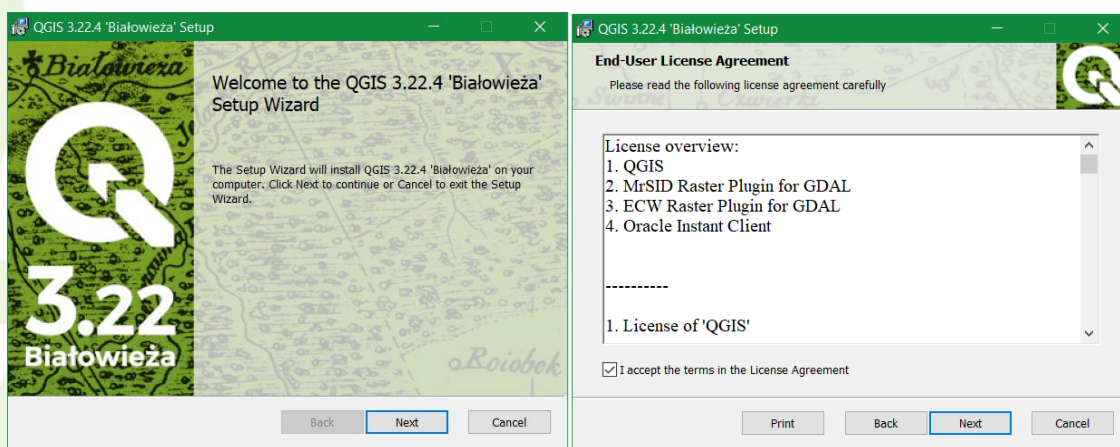 QGIS 3.22.4 'Białowieża' Setup
Białowieza
Welcome to the QGIS 3.22.4 'Białowieża'
Setup Wizard
The Setup Wizard will install QGIS 3.22.4 'Białowieża' on your
computer. Click Next to continue or Cancel to exit the Setup
Wizard.
3.22
Białowieża
Roiobek
Back Next Cancel
QGIS 3.22.4 'Białowieża' Setup
End-User License Agreement
Please read the following license agreement carefully
License overview:
1. QGIS
2. MrSID Raster Plugin for GDAL
3. ECW Raster Plugin for GDAL
4. Oracle Instant Client
----------
1. License of 'QGIS'
I accept the terms in the License Agreement
Print Back Next Cancel